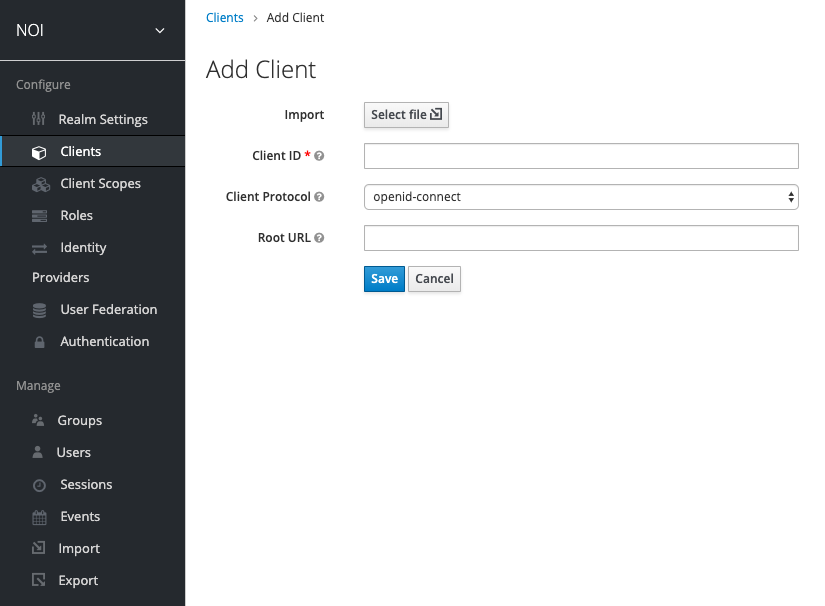 NOI
Configure
Realm Settings
Clients
Client Scopes
Roles
Identity
Providers
User Federation
Authentication
Manage
Groups
Users
Sessions
Events
Import
Export
Clients > Add Client
Add Client
Import Select file
Client ID *
Client Protocol openid-connect
Root URL
Save Cancel